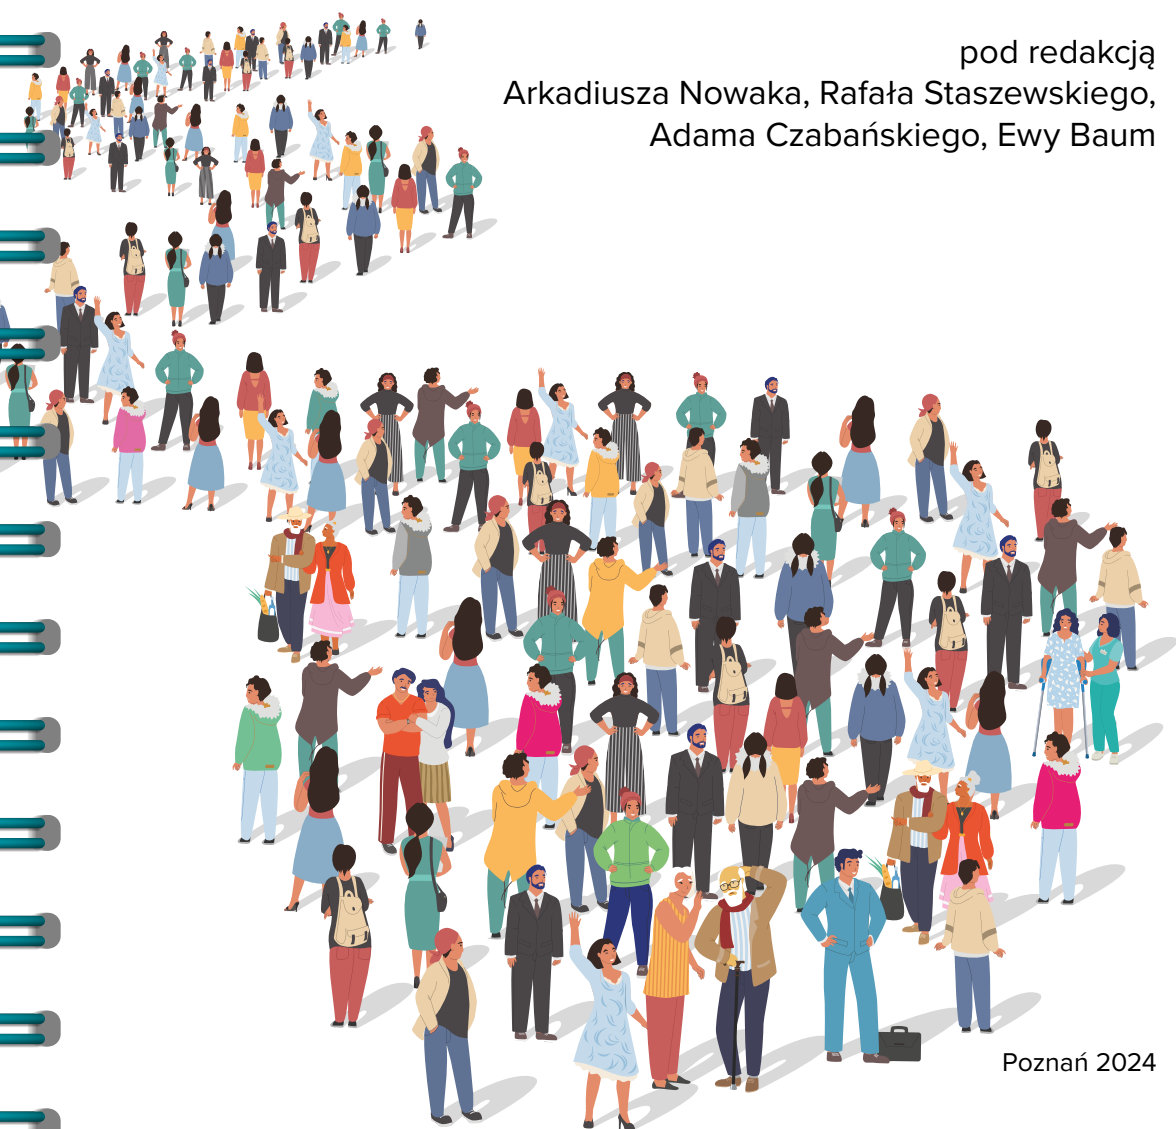 pod redakcją
Arkadiusza Nowaka, Rafała Staszewskiego,
Adama Czabańskiego, Ewy Baum
Poznań 2024